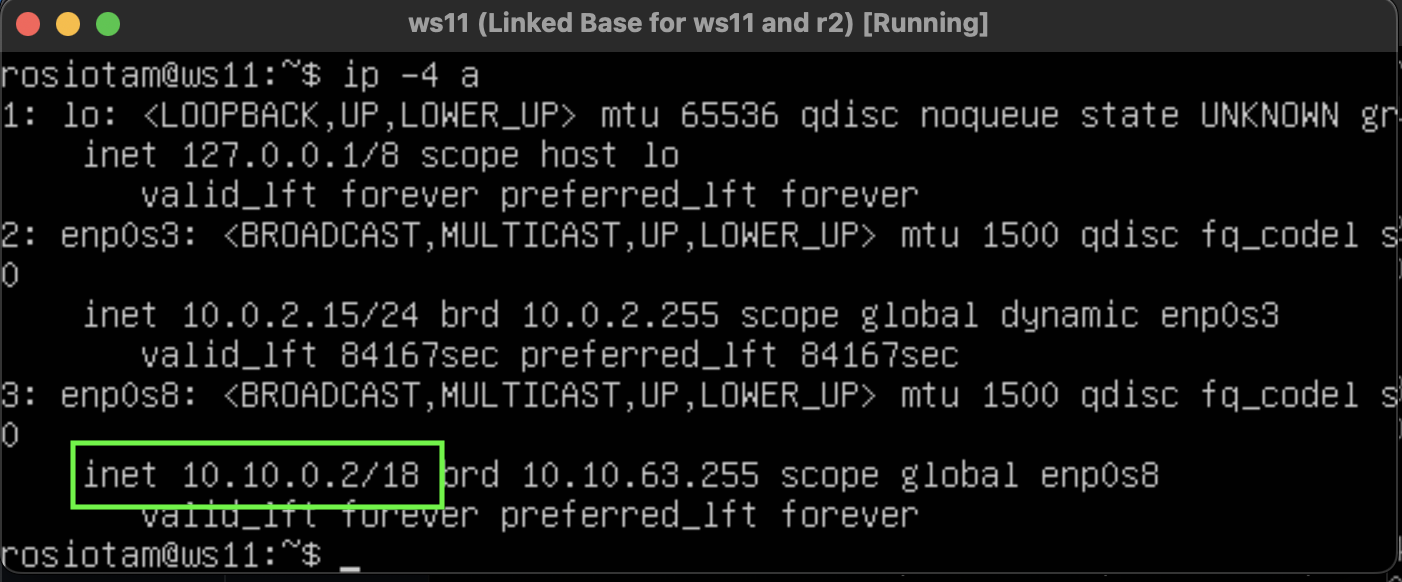 ws11 (Linked Base for ws11 and r2) [Running]
rosiotam@ws11:~$ ip -4 a
1: lo: <LOOPBACK,UP,LOWER_UP> mtu 65536 qdisc noqueue state UNKNOWN gr
    inet 127.0.0.1/8 scope host lo
       valid_lft forever preferred_lft forever
2: enp0s3: <BROADCAST,MULTICAST,UP,LOWER_UP> mtu 1500 qdisc fq_codel s
0
    inet 10.0.2.15/24 brd 10.0.2.255 scope global dynamic enp0s3
       valid_lft 84167sec preferred_lft 84167sec
3: enp0s8: <BROADCAST,MULTICAST,UP,LOWER_UP> mtu 1500 qdisc fq_codel s
0
    inet 10.10.0.2/18 brd 10.10.63.255 scope global enp0s8
       valid_lft forever preferred_lft forever
rosiotam@ws11:~$ _